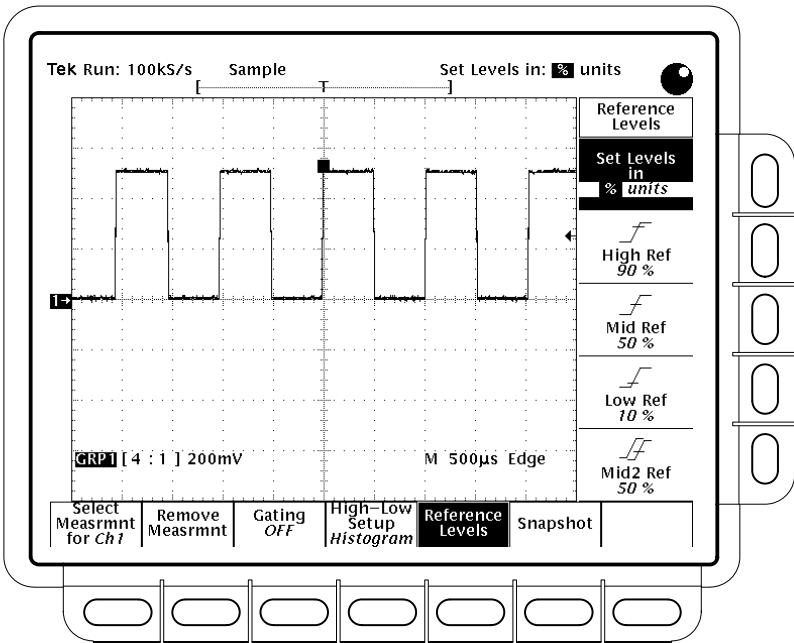 Tek Run: 100kS/s Sample Set Levels in: % units
T
Reference
Levels
Set Levels
in
% units
High Ref
90 %
Mid Ref
50 %
Low Ref
10 %
Mid2 Ref
50 %
1→
GRP1 [ 4 : 1 ] 200mV M 500µs Edge
Select
Measrmnt
for Ch1
Remove
Measrmnt
Gating
OFF
High–Low
Setup
Histogram
Reference
Levels
Snapshot